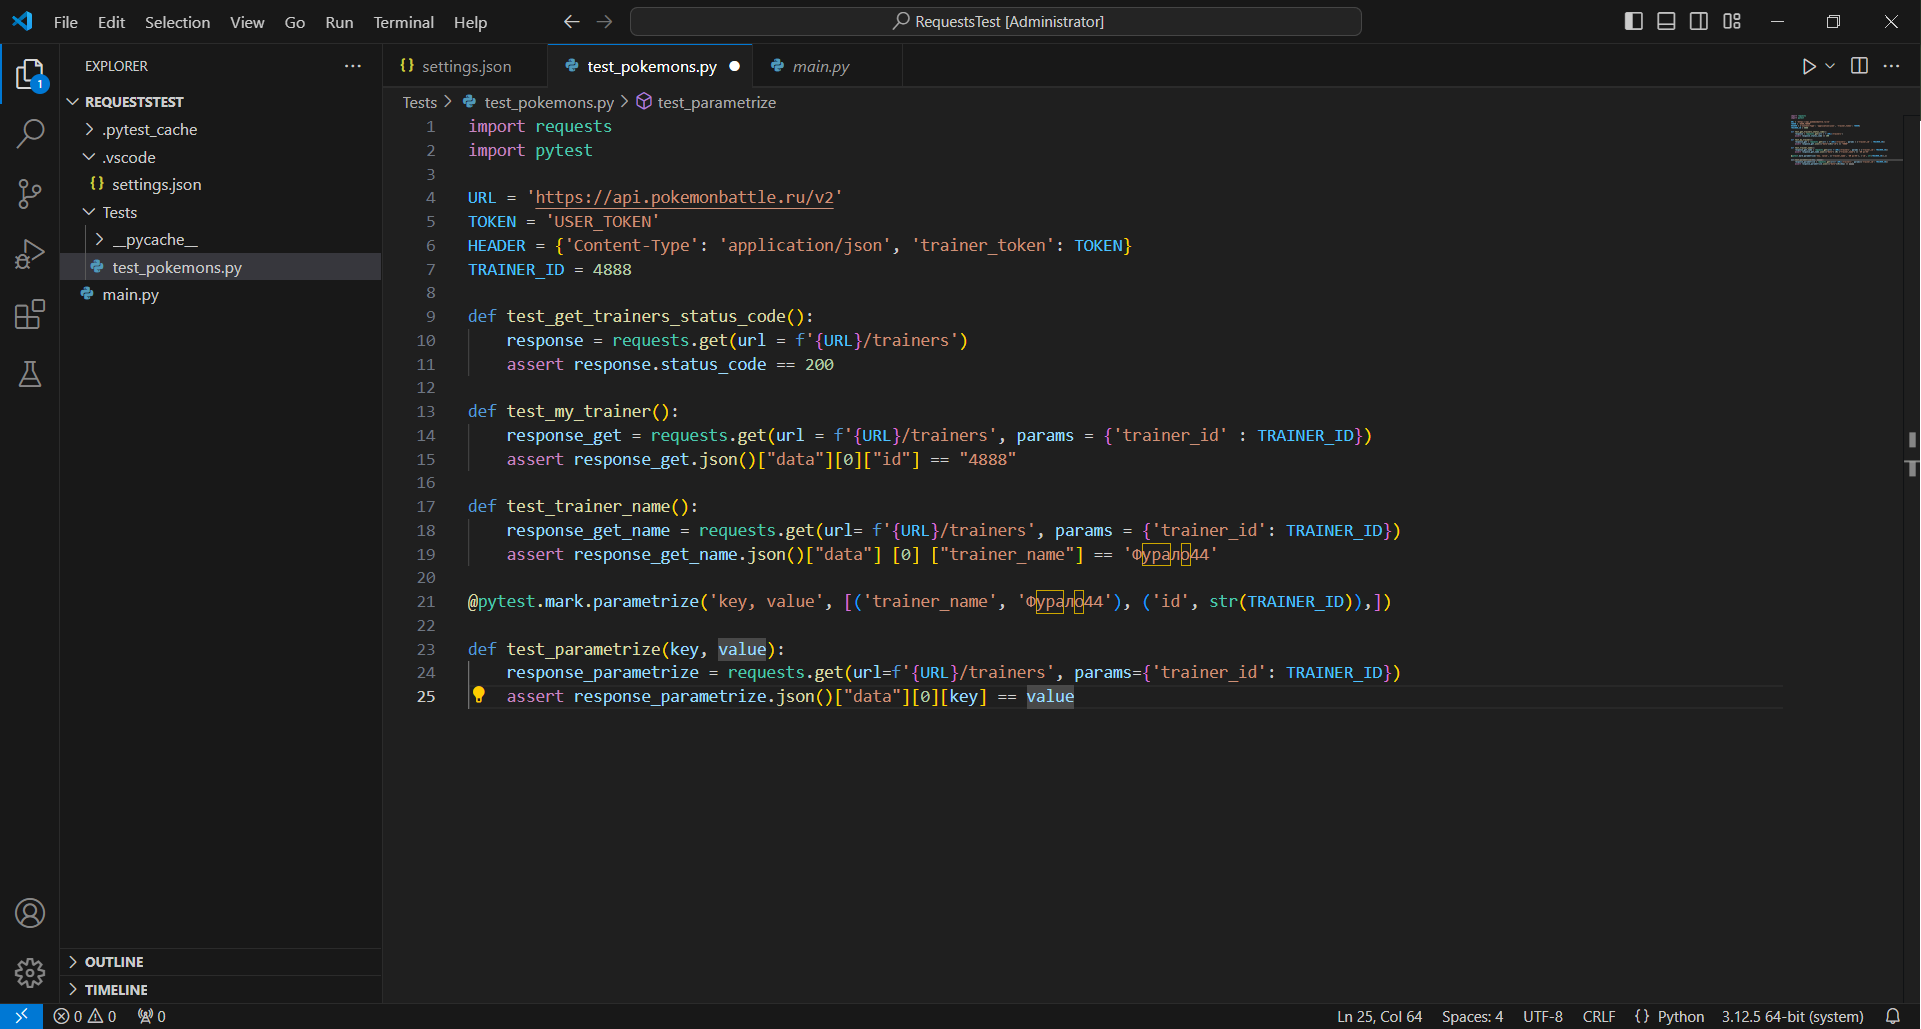 File Edit Selection View Go Run Terminal Help
RequestsTest [Administrator]
EXPLORER
1
REQUESTSTEST
.pytest_cache
.vscode
{} settings.json
Tests
__pycache__
test_pokemons.py
main.py
OUTLINE
TIMELINE
{} settings.json
test_pokemons.py
main.py
Tests > test_pokemons.py > test_parametrize
1 import requests
2 import pytest
3
4 URL = 'https://api.pokemonbattle.ru/v2'
5 TOKEN = 'USER_TOKEN'
6 HEADER = {'Content-Type': 'application/json', 'trainer_token': TOKEN}
7 TRAINER_ID = 4888
8
9 def test_get_trainers_status_code():
10 response = requests.get(url = f'{URL}/trainers')
11 assert response.status_code == 200
12
13 def test_my_trainer():
14 response_get = requests.get(url = f'{URL}/trainers', params = {'trainer_id' : TRAINER_ID})
15 assert response_get.json()["data"][0]["id"] == "4888"
16
17 def test_trainer_name():
18 response_get_name = requests.get(url= f'{URL}/trainers', params = {'trainer_id': TRAINER_ID})
19 assert response_get_name.json()["data"] [0] ["trainer_name"] == 'Фурало44'
20
21 @pytest.mark.parametrize('key, value', [('trainer_name', 'Фурало44'), ('id', str(TRAINER_ID)),])
22
23 def test_parametrize(key, value):
24 response_parametrize = requests.get(url=f'{URL}/trainers', params={'trainer_id': TRAINER_ID})
25 assert response_parametrize.json()["data"][0][key] == value
0 0 0
Ln 25, Col 64 Spaces: 4 UTF-8 CRLF {} Python 3.12.5 64-bit (system)